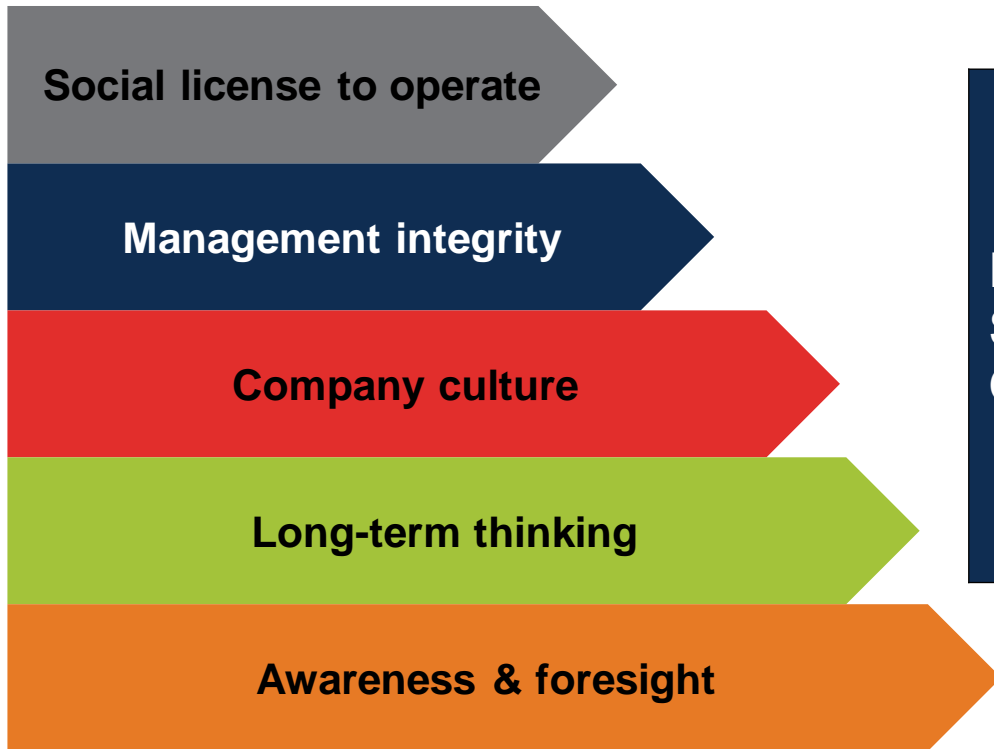 Social license to operate
Management integrity
Company culture
Long-term thinking
Awareness & foresight